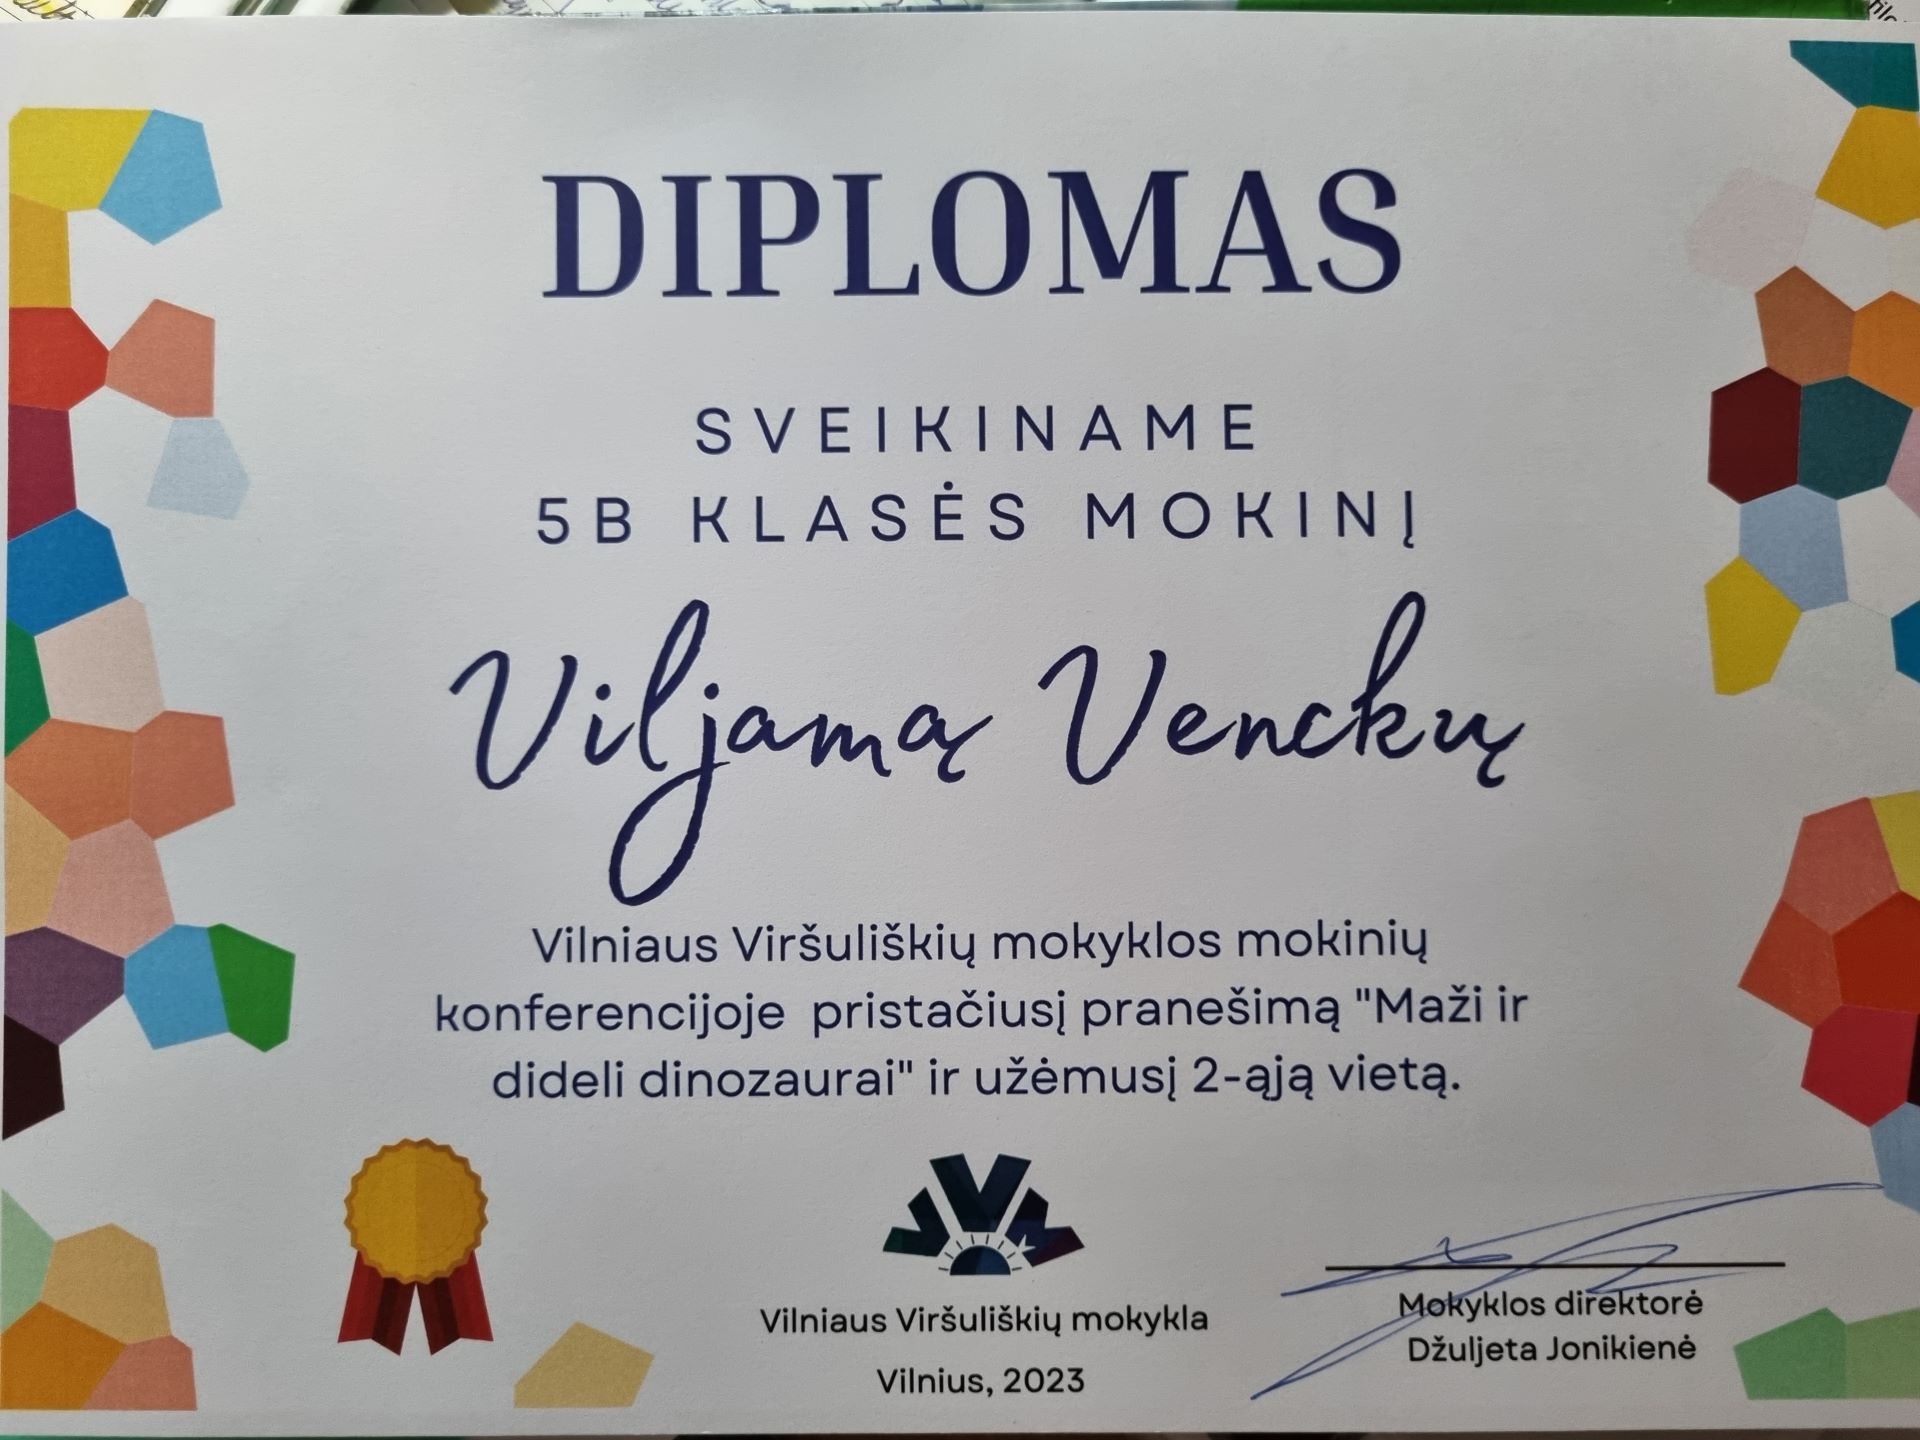 DIPLOMAS
SVEIKINAME
5B KLASĖS MOKINĮ
Viljamą Venckų
Vilniaus Viršuliškių mokyklos mokinių
konferencijoje pristačiusį pranešimą "Maži ir
dideli dinozaurai" ir užėmusį 2-ąją vietą.
Vilniaus Viršuliškių mokykla
Vilnius, 2023
Mokyklos direktorė
Džuljeta Jonikienė